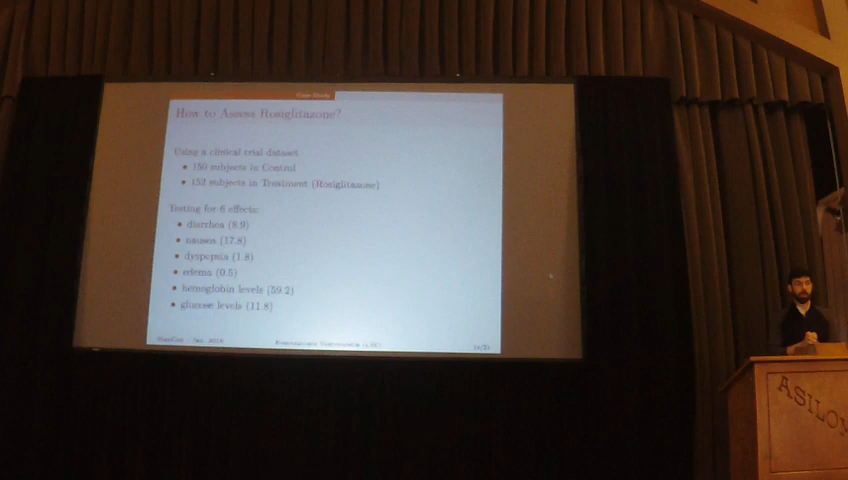 Case Study
How to Assess Rosiglitazone?
Using a clinical trial dataset
150 subjects in Control
152 subjects in Treatment (Rosiglitazone)
Testing for 6 effects:
diarrhea (8.9)
nausea (17.8)
dyspepsia (1.8)
edema (0.5)
hemoglobin levels (59.2)
glucose levels (11.8)
ASILOM